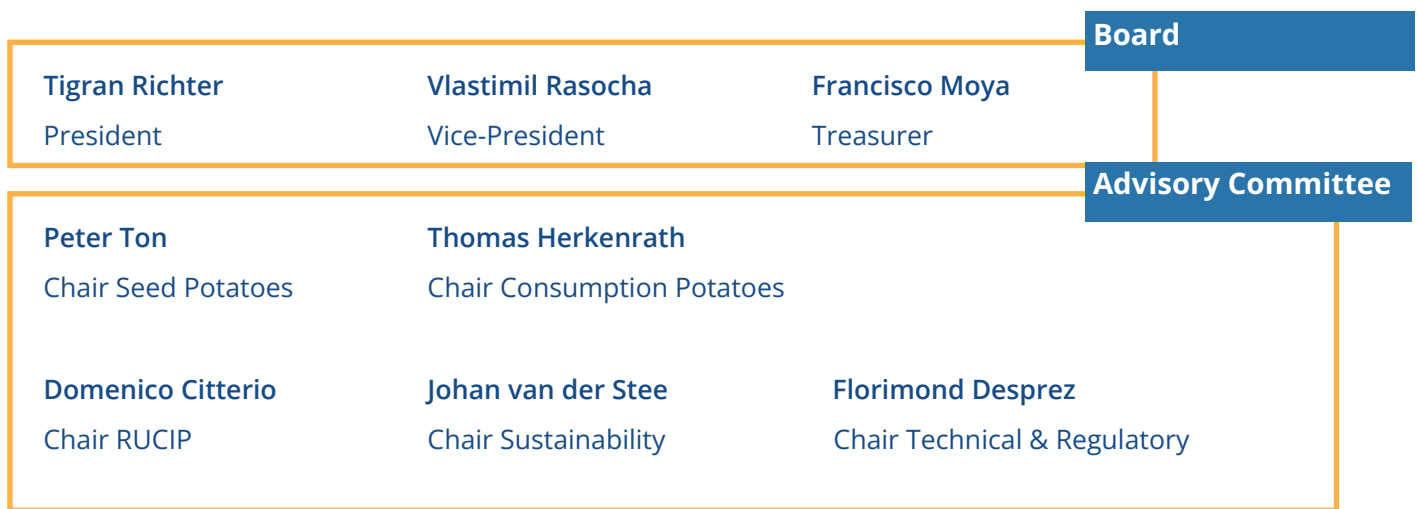 Board
Tigran Richter Vlastimil Rasocha Francisco Moya
President Vice-President Treasurer
Advisory Committee
Peter Ton Thomas Herkenrath
Chair Seed Potatoes Chair Consumption Potatoes
Domenico Citterio Johan van der Stee Florimond Desprez
Chair RUCIP Chair Sustainability Chair Technical & Regulatory